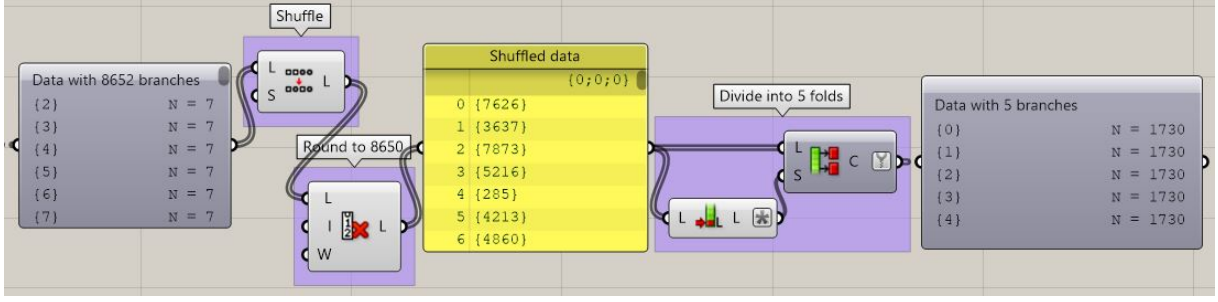 Shuffle
Data with 8652 branches
{2} N = 7
{3} N = 7
{4} N = 7
{5} N = 7
{6} N = 7
{7} N = 7
L
S
L
Round to 8650
L
I
W
L
Shuffled data
{0;0;0}
0 {7626}
1 {3637}
2 {7873}
3 {5216}
4 {285}
5 {4213}
6 {4860}
Divide into 5 folds
L
S
C
L L
Data with 5 branches
{0} N = 1730
{1} N = 1730
{2} N = 1730
{3} N = 1730
{4} N = 1730